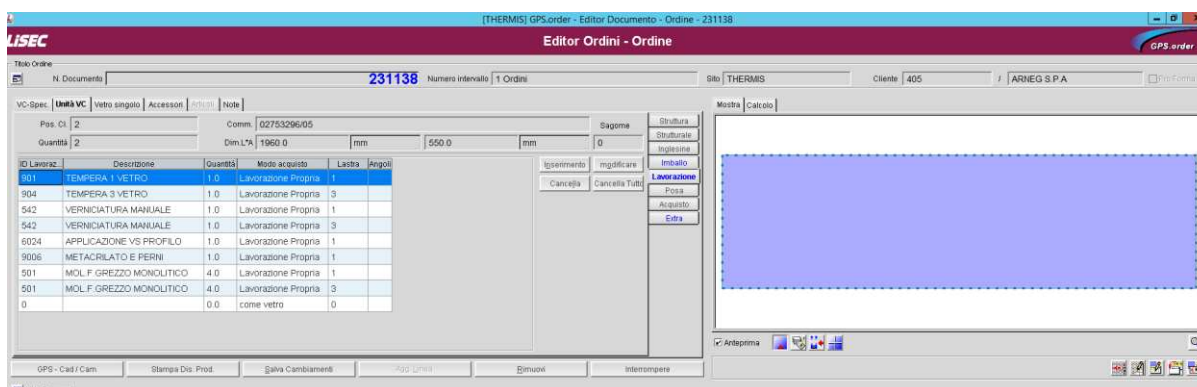 [THERMIS] GPS.order - Editor Documento - Ordine - 231138
LiSEC Editor Ordini - Ordine GPS.order
Titolo Ordine
N. Documento 231138 Numero intervallo 1 Ordini Sito THERMIS Cliente 405 / ARNEG S.P.A Pro Forma
VC-Spec. Unità VC Vetro singolo Accessori Articoli Note Mostra Calcolo
Pos. Cl. 2 Comm. 02753296/05 Sagome Struttura
Quantità 2 Dim.L*A 1960.0 mm 550.0 mm 0 Strutturale
Inglesine
ID Lavoraz... Descrizione Quantità Modo acquisto Lastra Angoli Inserimento modificare Imballo
901 TEMPERA 1 VETRO 1.0 Lavorazione Propria 1 Cancella Cancella Tutto Lavorazione
904 TEMPERA 3 VETRO 1.0 Lavorazione Propria 3 Posa
542 VERNICIATURA MANUALE 1.0 Lavorazione Propria 1 Acquisto
542 VERNICIATURA MANUALE 1.0 Lavorazione Propria 3 Extra
6024 APPLICAZIONE VS PROFILO 1.0 Lavorazione Propria 1
9006 METACRILATO E PERNI 1.0 Lavorazione Propria 1
501 MOL.F.GREZZO MONOLITICO 4.0 Lavorazione Propria 1
501 MOL.F.GREZZO MONOLITICO 4.0 Lavorazione Propria 3
0 0.0 come vetro 0
Anteprima
GPS - Cad / Cam Stampa Dis. Prod. Salva Cambiamenti Agg. Linea Rimuovi Interrompere